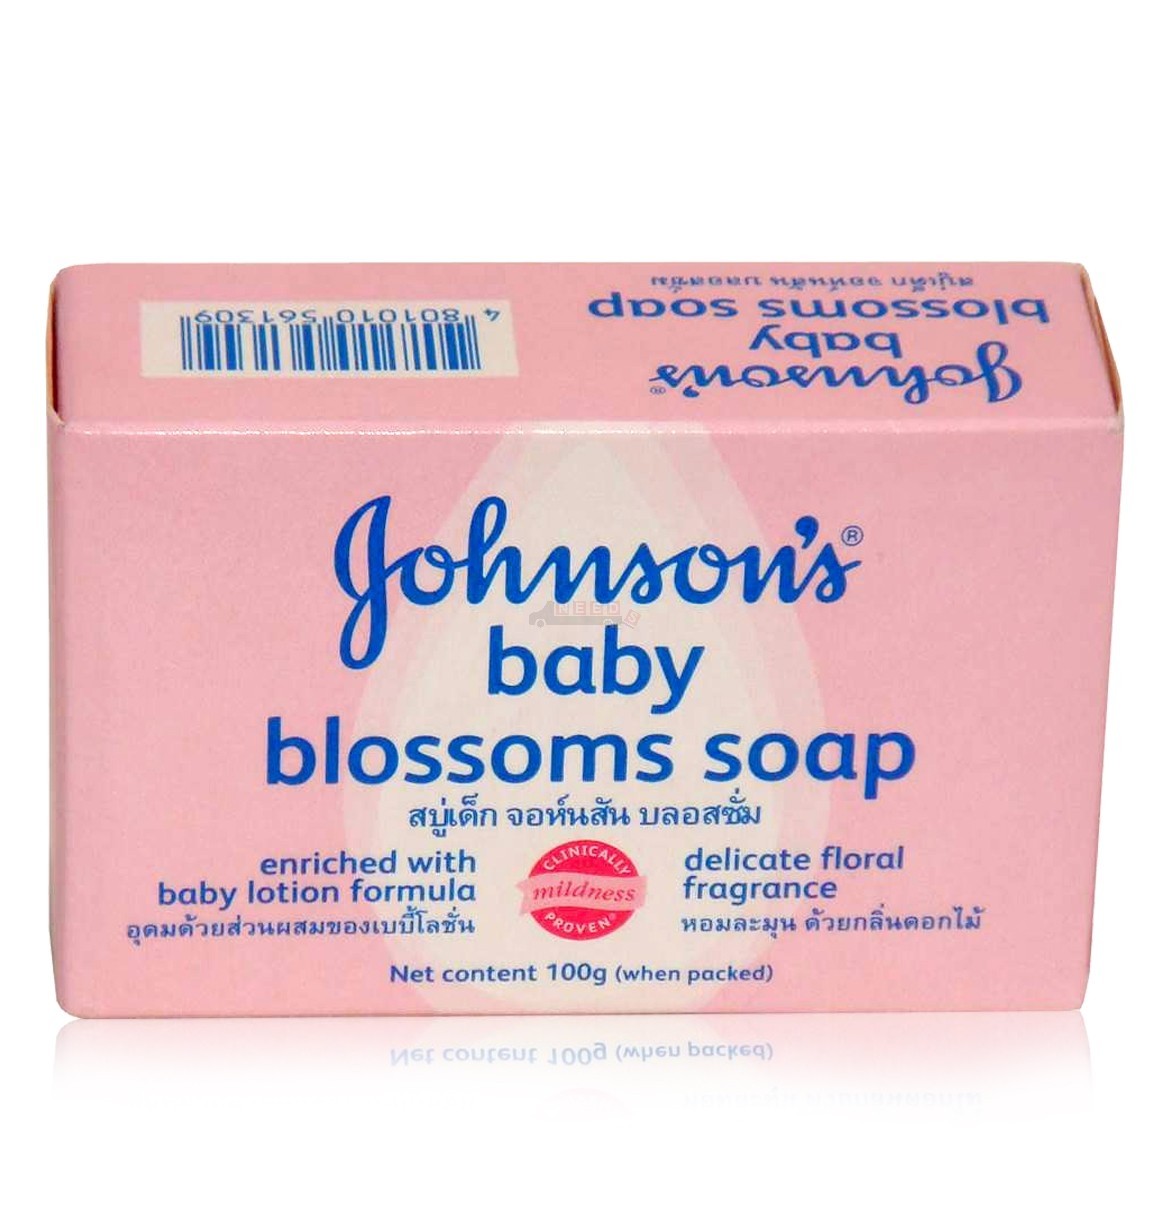 สบู่เด็ก จอห์นสัน บลอสซั่ม
blossoms soap
baby
Johnson's®
4 801010 561309
Johnson's®
NEEDS
baby
blossoms soap
สบู่เด็ก จอห์นสัน บลอสซั่ม
enriched with
baby lotion formula
อุดมด้วยส่วนผสมของเบบี้โลชั่น
CLINICALLY
mildness
PROVEN®
delicate floral
fragrance
หอมละมุน ด้วยกลิ่นดอกไม้
Net content 100g (when packed)